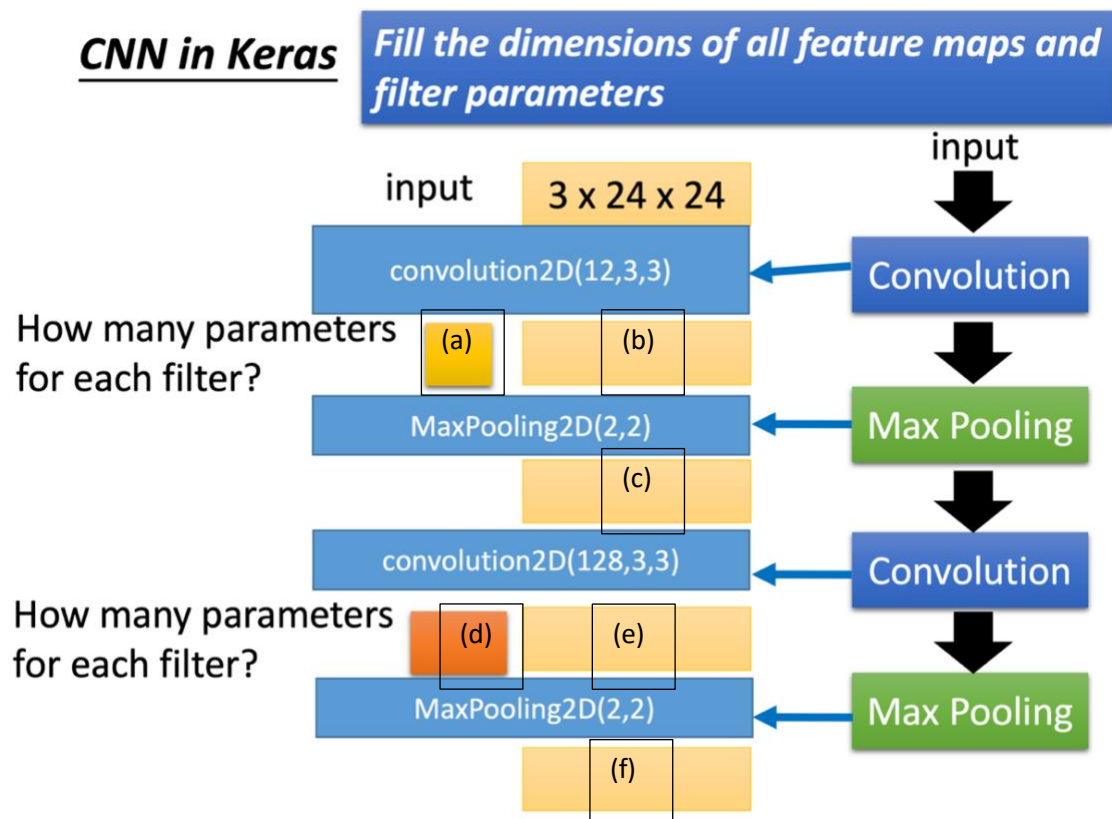 CNN in Keras
Fill the dimensions of all feature maps and
filter parameters
input
input
3 x 24 x 24
convolution2D(12,3,3)
Convolution
How many parameters
for each filter?
(a)
(b)
MaxPooling2D(2,2)
Max Pooling
(c)
convolution2D(128,3,3)
Convolution
How many parameters
for each filter?
(d)
(e)
MaxPooling2D(2,2)
Max Pooling
(f)